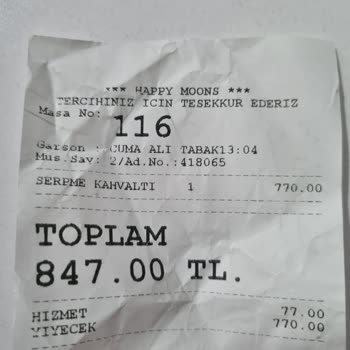 *** HAPPY MOONS ***
TERCIHINIZ ICIN TESEKKUR EDERIZ
Masa No: 116
Garson : CUMA ALI TABAK13:04
Mus.Say: 2/Ad.No.:418065
SERPME KAHVALTI 1 770.00
TOPLAM
847.00 TL.
HIZMET 77.00
YIYECEK 770.00